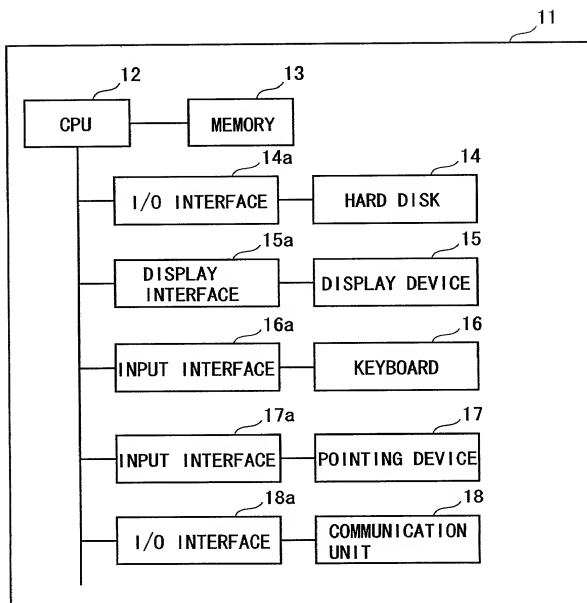 11
12
13
CPU
MEMORY
14a
14
I/O INTERFACE
HARD DISK
15a
15
DISPLAY
INTERFACE
DISPLAY DEVICE
16a
16
INPUT INTERFACE
KEYBOARD
17a
17
INPUT INTERFACE
POINTING DEVICE
18a
18
I/O INTERFACE
COMMUNICATION
UNIT